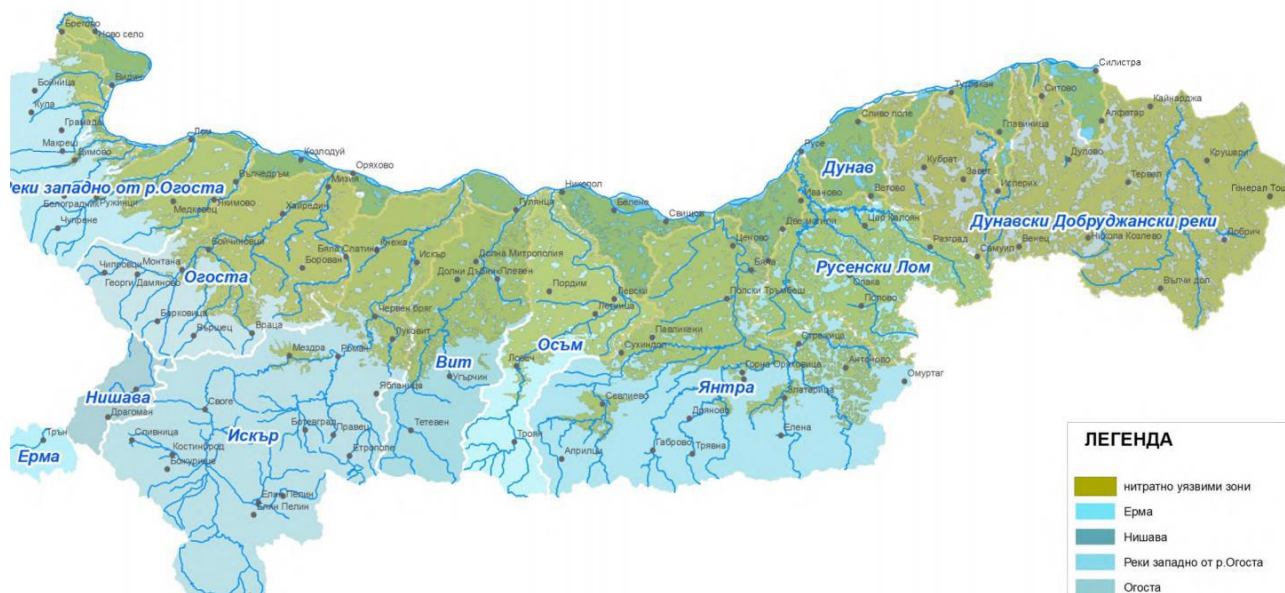 Брегово
Ново село
Видин
Бойница
Кула
Грамада
Макреш
Димово
Реки западно от р.Огоста
Белоградчик
Ружинци
Чупрене
Лом
Козлодуй
Оряхово
Вълчедръм
Мизия
Медковец
Якимово
Хайредин
Бойчиновци
Бяла Слатин
Кнежа
Искър
Борован
Чипровци
Монтана
Георги Дамяново
Огоста
Берковица
Вършец
Враца
Мездра
Роман
Червен бряг
Луковит
Гулянци
Никопол
Белене
Свищов
Долна Митрополия
Долни Дъбник
Плевен
Пордим
Левски
Летница
Осъм
Вит
Ловеч
Угърчин
Ябланица
Тетевен
Троян
Нишава
Драгоман
Трън
Ерма
Сливница
Костинброд
Божурище
Своге
Искър
Ботевград
Правец
Етрополе
Елин Пелин
Елин Пелин
Априлци
Севлиево
Сухиндол
Павликени
Горна Оряховица
Янтра
Дряново
Габрово
Трявна
Златарица
Елена
Стражица
Антоново
Омуртаг
Полски Тръмбеш
Ценово
Бяла
Две могили
Иваново
Русе
Сливо поле
Дунав
Ветово
Цар Калоян
Русенски Лом
Опака
Попово
Разград
Самуил
Тутракан
Главиница
Ситово
Силистра
Алфатар
Кайнарджа
Кубрат
Завет
Исперих
Дулово
Тервел
Крушари
Генерал Тош
Дунавски Добруджански реки
Венец
Никола Козлево
Добрич
Вълчи дол
ЛЕГЕНДА
нитратно уязвими зони
Ерма
Нишава
Реки западно от р.Огоста
Огоста